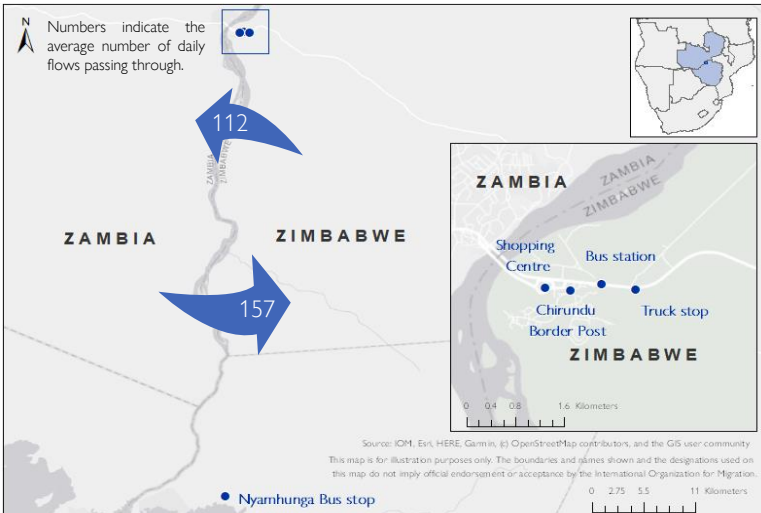 N
Numbers indicate the
average number of daily
flows passing through.
112
ZAMBIA
ZIMBABWE
ZAMBIA
ZIMBABWE
157
ZAMBIA
ZAMBIA
ZIMBABWE
Shopping
Centre
Bus station
Chirundu
Border Post
Truck stop
ZIMBABWE
0 0.4 0.8 1.6 Kilometers
Source: IOM, Esri, HERE, Garmin, (c) OpenStreetMap contributors, and the GIS user community
This map is for illustration purposes only. The boundaries and names shown and the designations used on
this map do not imply official endorsement or acceptance by the International Organization for Migration.
Nyamhunga Bus stop
0 2.75 5.5 11 Kilometers